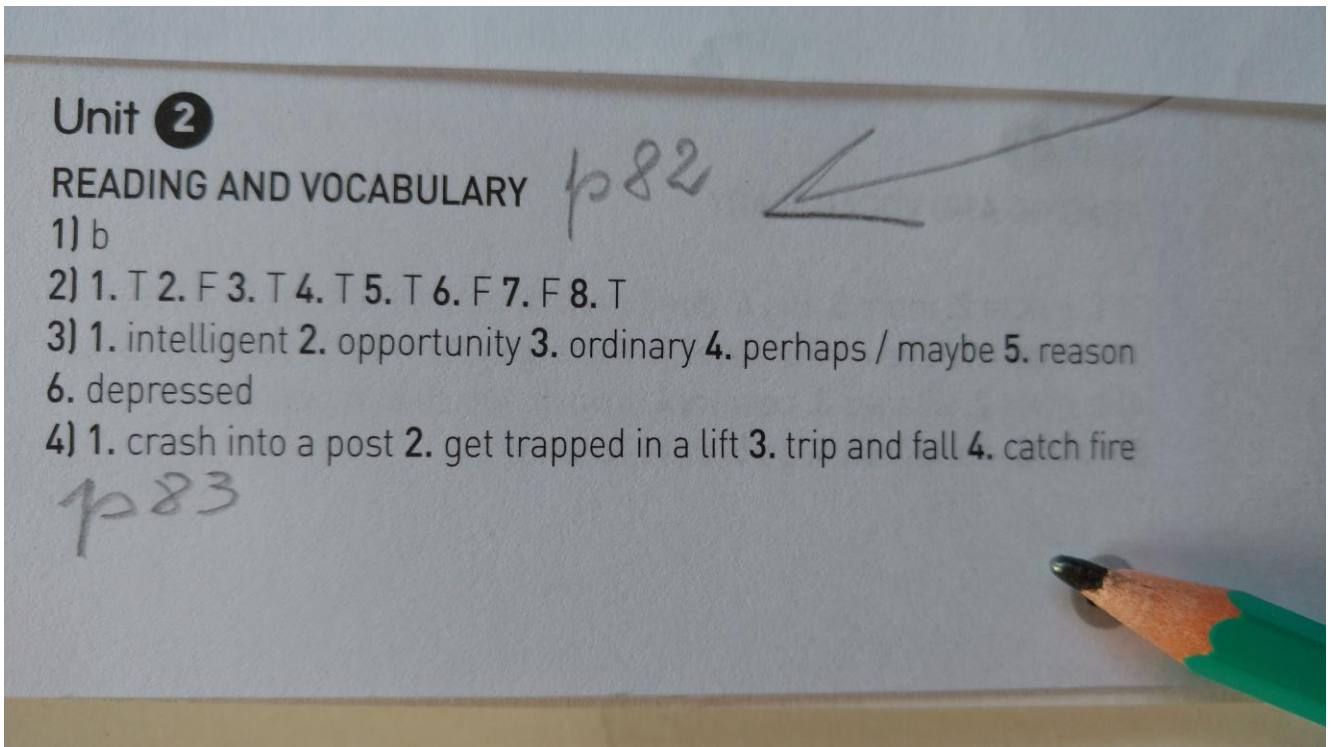 Unit 2
READING AND VOCABULARY p82
1) b
2) 1. T 2. F 3. T 4. T 5. T 6. F 7. F 8. T
3) 1. intelligent 2. opportunity 3. ordinary 4. perhaps / maybe 5. reason
6. depressed
4) 1. crash into a post 2. get trapped in a lift 3. trip and fall 4. catch fire
p83